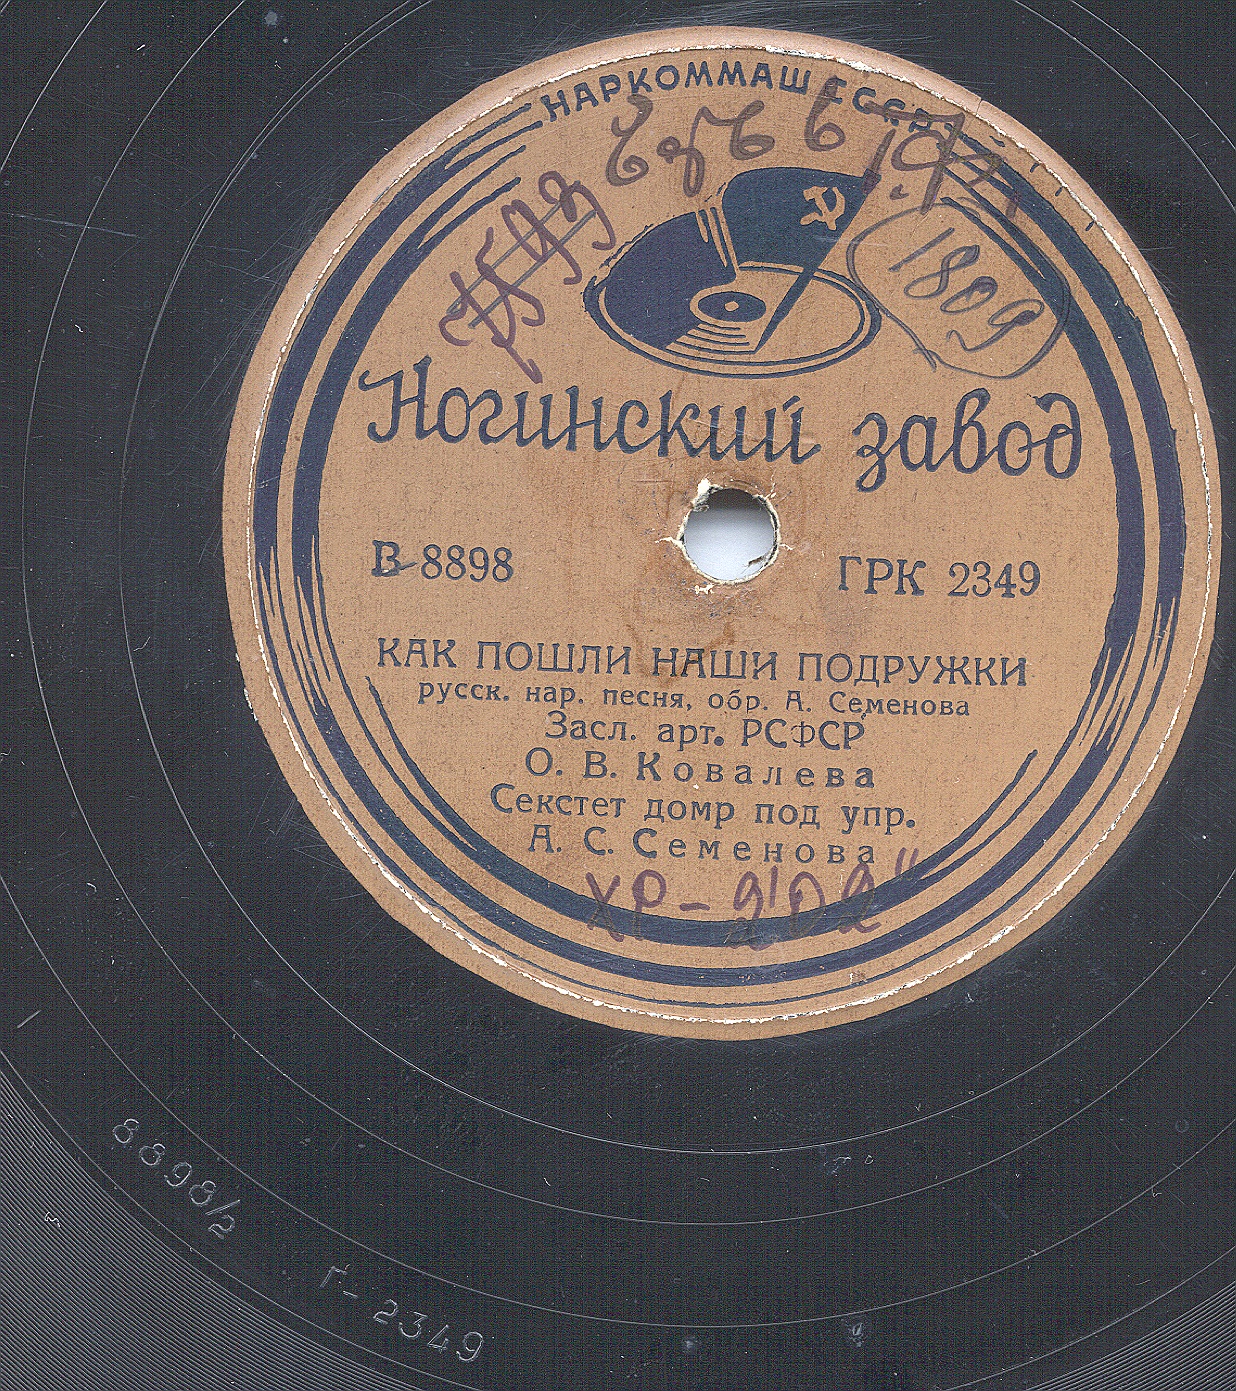 НАРКОММАШ СССР
1809
Ногинский завод
В-8898
ГРК 2349
КАК ПОШЛИ НАШИ ПОДРУЖКИ
русск. нар. песня, обр. А. Семенова
Засл. арт. РСФСР
О. В. Ковалева
Секстет домр под упр.
А. С. Семенова
8898/2
Г-2349